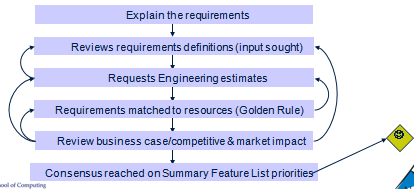 Explain the requirements
Reviews requirements definitions (input sought)
Requests Engineering estimates
Requirements matched to resources (Golden Rule)
Review business case/competitive & market impact
Consensus reached on Summary Feature List priorities
ool of Computing